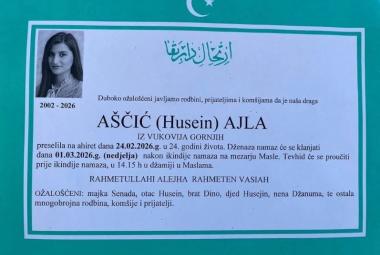 ارتحال دار بقا
2002 - 2026
Duboko ožalošćeni javljamo rodbini, prijateljima i komšijama da je naša draga
AŠČIĆ (Husein) AJLA
IZ VUKOVIJA GORNJIH
preselila na ahiret dana 24.02.2026.g. u 24. godini života. Dženaza namaz će se klanjati
dana 01.03.2026.g. (nedjelja) nakon ikindije namaza na mezarju Masle. Tevhid će se proučiti
prije ikindije namaza, u 14.15 h u džamiji u Maslama.
RAHMETULLAHI ALEJHA RAHMETEN VASIAH
OŽALOŠĆENI: majka Senada, otac Husein, brat Dino, djed Husejin, nena Džanuma, te ostala
mnogobrojna rodbina, komšije i prijatelji.